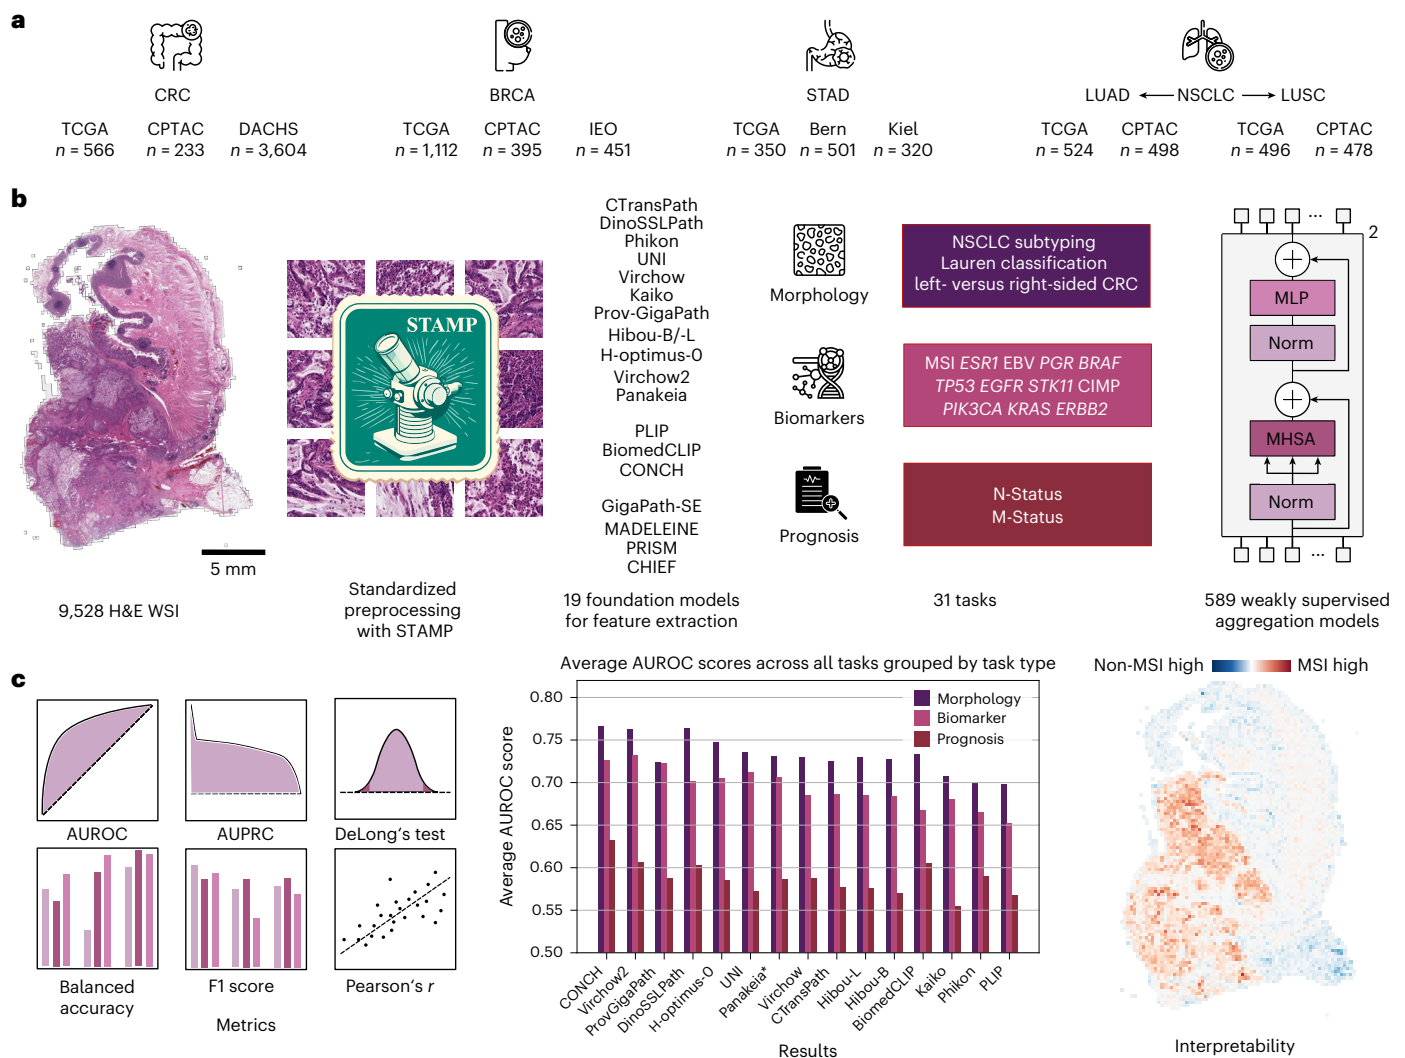 a
CRC
BRCA
STAD
LUAD ← NSCLC → LUSC
TCGA
n = 566
CPTAC
n = 233
DACHS
n = 3,604
TCGA
n = 1,112
CPTAC
n = 395
IEO
n = 451
TCGA
n = 350
Bern
n = 501
Kiel
n = 320
TCGA
n = 524
CPTAC
n = 498
TCGA
n = 496
CPTAC
n = 478
b
5 mm
9,528 H&E WSI
STAMP
Standardized
preprocessing
with STAMP
CTransPath
DinoSSLPath
Phikon
UNI
Virchow
Kaiko
Prov-GigaPath
Hibou-B/-L
H-optimus-0
Virchow2
Panakeia
PLIP
BiomedCLIP
CONCH
GigaPath-SE
MADELEINE
PRISM
CHIEF
19 foundation models
for feature extraction
Morphology
Biomarkers
Prognosis
NSCLC subtyping
Lauren classification
left- versus right-sided CRC
MSI ESR1 EBV PGR BRAF
TP53 EGFR STK11 CIMP
PIK3CA KRAS ERBB2
N-Status
M-Status
31 tasks
...
2
+
MLP
Norm
+
MHSA
Norm
...
589 weakly supervised
aggregation models
c
AUROC
AUPRC
DeLong‘s test
Balanced
accuracy
F1 score
Pearson‘s r
Metrics
Average AUROC scores across all tasks grouped by task type
Average AUROC score
0.80
0.75
0.70
0.65
0.60
0.55
0.50
Morphology
Biomarker
Prognosis
CONCH
Virchow2
ProvGigaPath
DinoSSLPath
H-optimus-0
UNI
Panakeia*
Virchow
CTransPath
Hibou-L
Hibou-B
BiomedCLIP
Kaiko
Phikon
PLIP
Results
Non-MSI high
MSI high
Interpretability